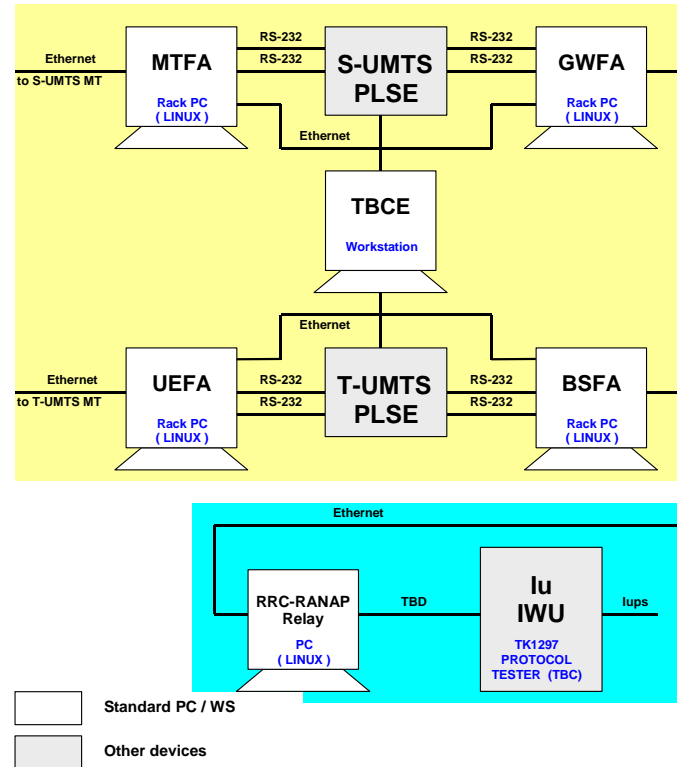 Ethernet
to S-UMTS MT
MTFA
Rack PC
( LINUX )
RS-232
RS-232
S-UMTS
PLSE
RS-232
RS-232
GWFA
Rack PC
( LINUX )
Ethernet
TBCE
Workstation
Ethernet
Ethernet
to T-UMTS MT
UEFA
Rack PC
( LINUX )
RS-232
RS-232
T-UMTS
PLSE
RS-232
RS-232
BSFA
Rack PC
( LINUX )
Ethernet
RRC-RANAP
Relay
PC
( LINUX )
TBD
Iu
IWU
TK1297
PROTOCOL
TESTER (TBC)
Iups
Standard PC / WS
Other devices